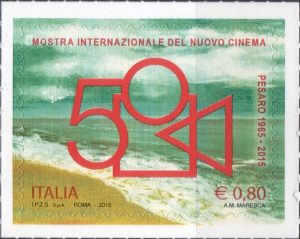 MOSTRA INTERNAZIONALE DEL NUOVO CINEMA
PESARO 1965 - 2015
50
ITALIA
€ 0,80
I.P.Z.S. S.p.A. - ROMA - 2015
A.M. MARESCA